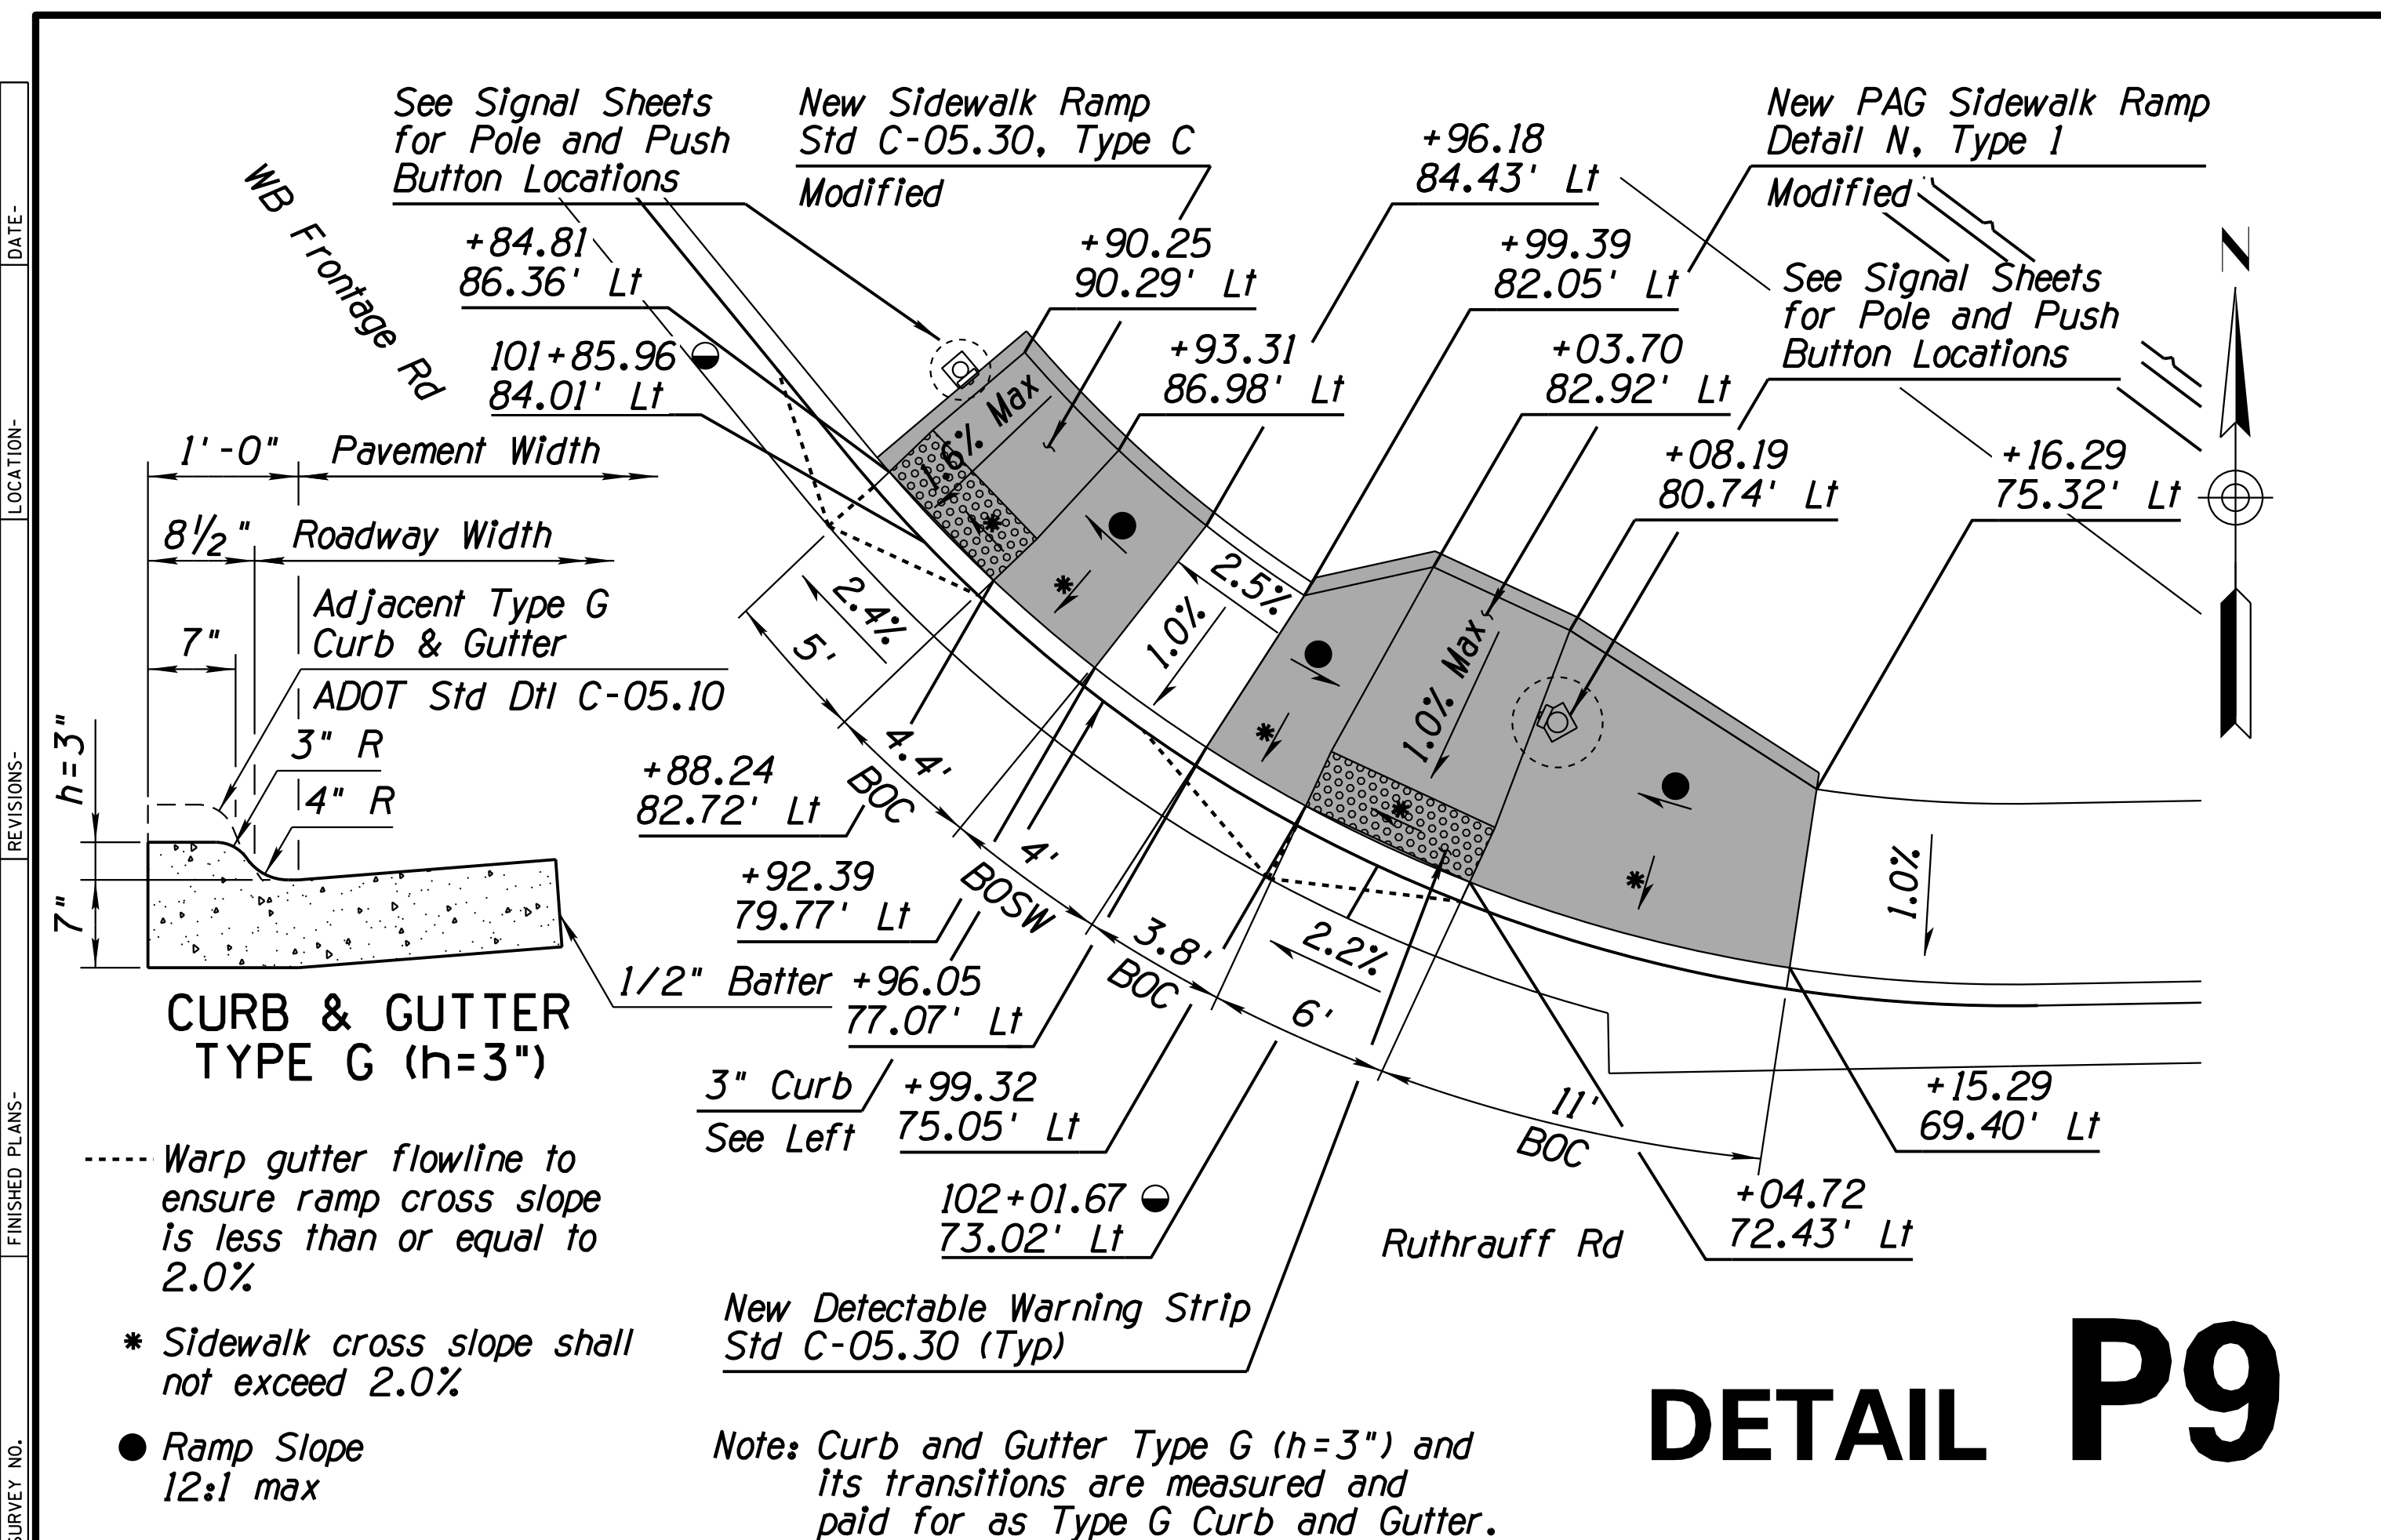 See Signal Sheets
for Pole and Push
Button Locations
New Sidewalk Ramp
Std C-05.30, Type C
Modified
+96.18
84.43' Lt
New PAG Sidewalk Ramp
Detail N, Type 1
Modified
WB Frontage Rd
+84.81
86.36' Lt
+90.25
90.29' Lt
+99.39
82.05' Lt
See Signal Sheets
for Pole and Push
Button Locations
N
101+85.96
84.01' Lt
+93.31
86.98' Lt
+03.70
82.92' Lt
+08.19
80.74' Lt
+16.29
75.32' Lt
1'-0" Pavement Width
8½" Roadway Width
7"
Adjacent Type G
Curb & Gutter
ADOT Std Dtl C-05.10
3" R
4" R
h=3"
7"
1/2" Batter
CURB & GUTTER
TYPE G (h=3")
1.6% Max
*
*
2.4%
2.5%
1.0%
*
1.0% Max
*
*
1.0%
5'
4.4'
BOC
4'
BOSW
3.8'
BOC
2.2%
6'
11'
BOC
+88.24
82.72' Lt
+92.39
79.77' Lt
+96.05
77.07' Lt
3" Curb
See Left
+99.32
75.05' Lt
102+01.67
73.02' Lt
+15.29
69.40' Lt
+04.72
72.43' Lt
Ruthrauff Rd
New Detectable Warning Strip
Std C-05.30 (Typ)
Warp gutter flowline to
ensure ramp cross slope
is less than or equal to
2.0%
* Sidewalk cross slope shall
not exceed 2.0%
Ramp Slope
12:1 max
Note: Curb and Gutter Type G (h=3") and
its transitions are measured and
paid for as Type G Curb and Gutter.
DETAIL P9
DATE-
LOCATION-
REVISIONS-
FINISHED PLANS-
SURVEY NO.